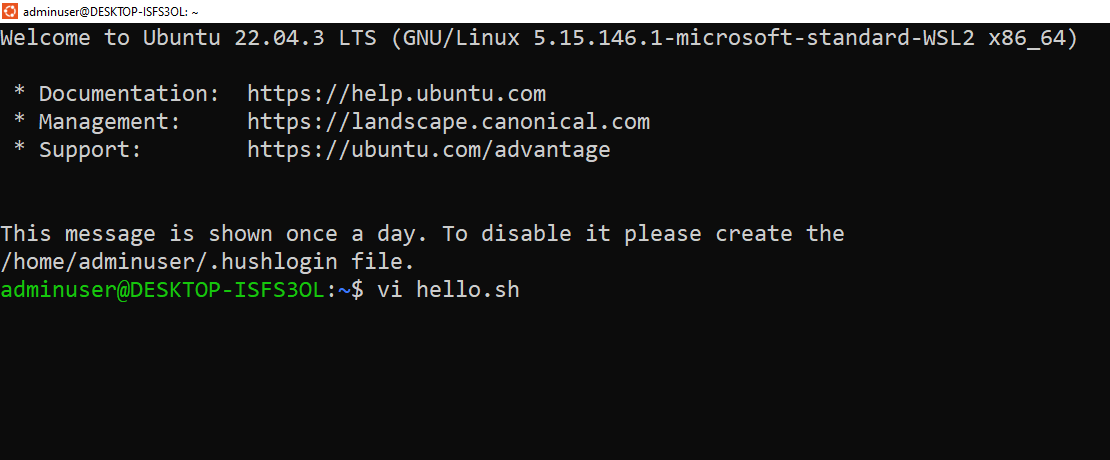 adminuser@DESKTOP-ISFS3OL: ~
Welcome to Ubuntu 22.04.3 LTS (GNU/Linux 5.15.146.1-microsoft-standard-WSL2 x86_64)
* Documentation:  https://help.ubuntu.com
* Management:     https://landscape.canonical.com
* Support:        https://ubuntu.com/advantage
This message is shown once a day. To disable it please create the
/home/adminuser/.hushlogin file.
adminuser@DESKTOP-ISFS3OL:~$ vi hello.sh